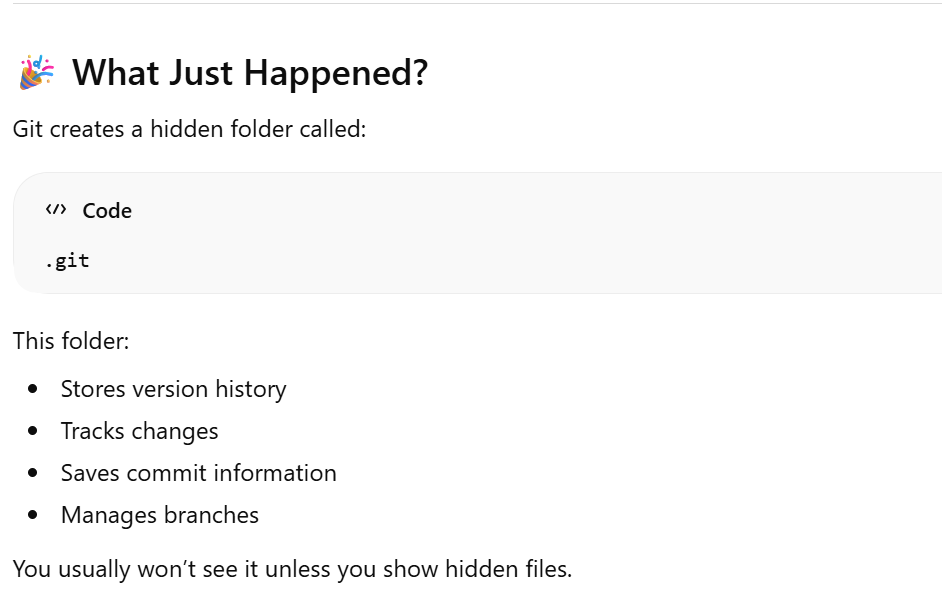 🎉 What Just Happened?
Git creates a hidden folder called:
</> Code
.git
This folder:
• Stores version history
• Tracks changes
• Saves commit information
• Manages branches
You usually won’t see it unless you show hidden files.